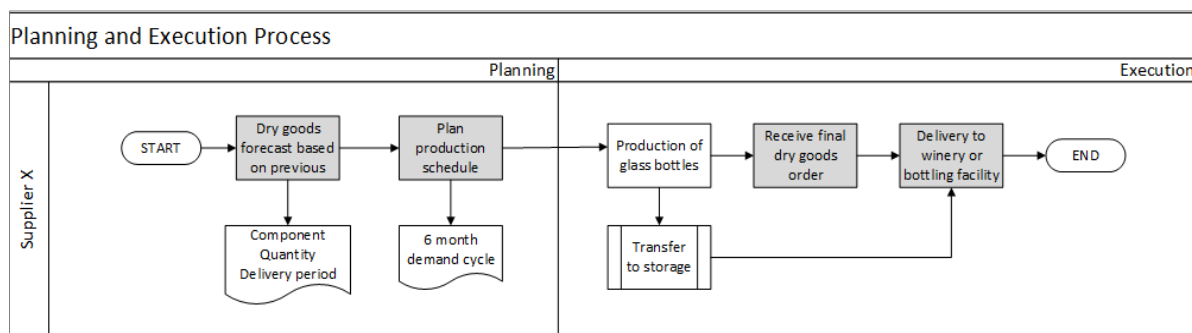 Planning and Execution Process
Planning
Execution
Supplier X
START
Dry goods
forecast based
on previous
Plan
production
schedule
Production of
glass bottles
Receive final
dry goods
order
Delivery to
winery or
bottling facility
END
Component
Quantity
Delivery period
6 month
demand cycle
Transfer
to storage